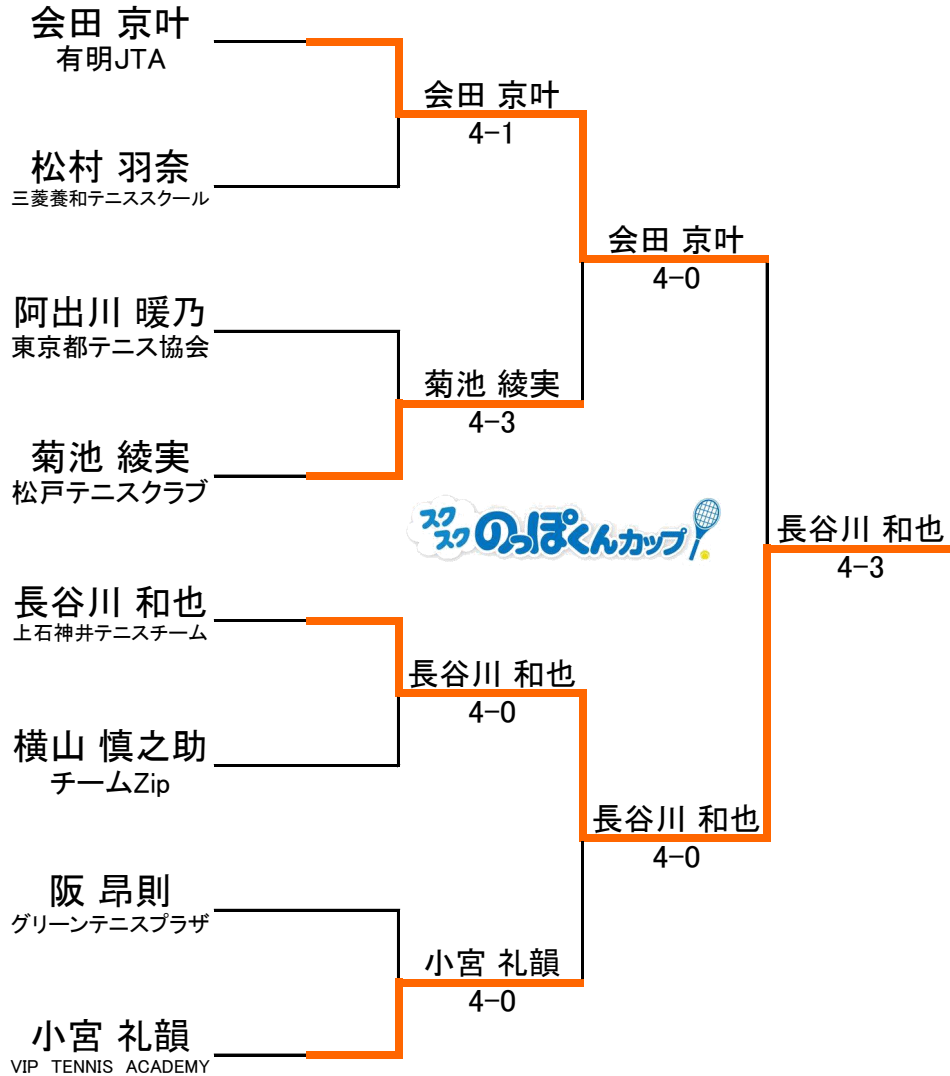 会田 京叶
有明JTA
松村 羽奈
三菱養和テニススクール
阿出川 暖乃
東京都テニス協会
菊池 綾実
松戸テニスクラブ
長谷川 和也
上石神井テニスチーム
横山 慎之助
チームZip
阪 昂則
グリーンテニスプラザ
小宮 礼韻
VIP TENNIS ACADEMY
会田 京叶
4-1
菊池 綾実
4-3
長谷川 和也
4-0
小宮 礼韻
4-0
会田 京叶
4-0
長谷川 和也
4-0
スク
スク
のっぽくんカップ
長谷川 和也
4-3